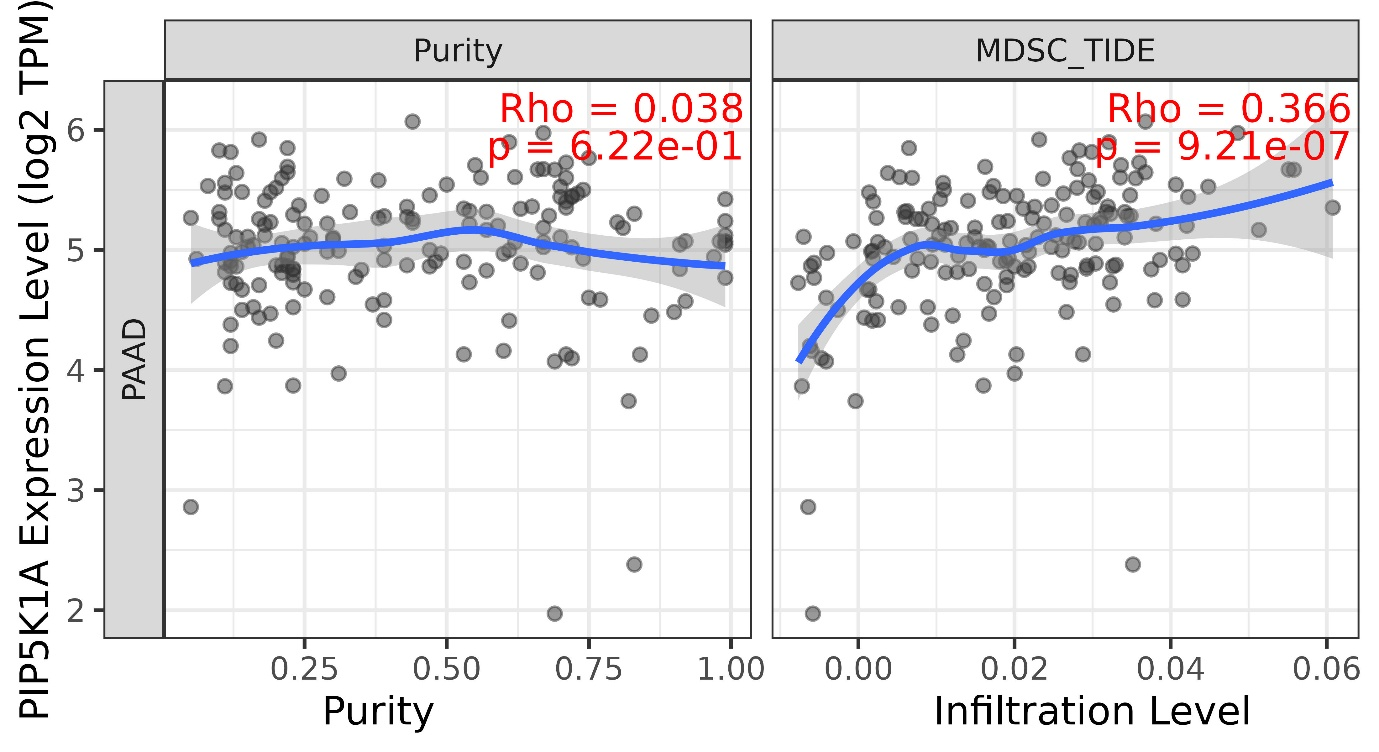 PIP5K1A Expression Level (log2 TPM)
PAAD
Purity
Rho = 0.038
p = 6.22e-01
MDSC_TIDE
Rho = 0.366
p = 9.21e-07
6
5
4
3
2
0.25 0.50 0.75 1.00
Purity
0.00 0.02 0.04 0.06
Infiltration Level